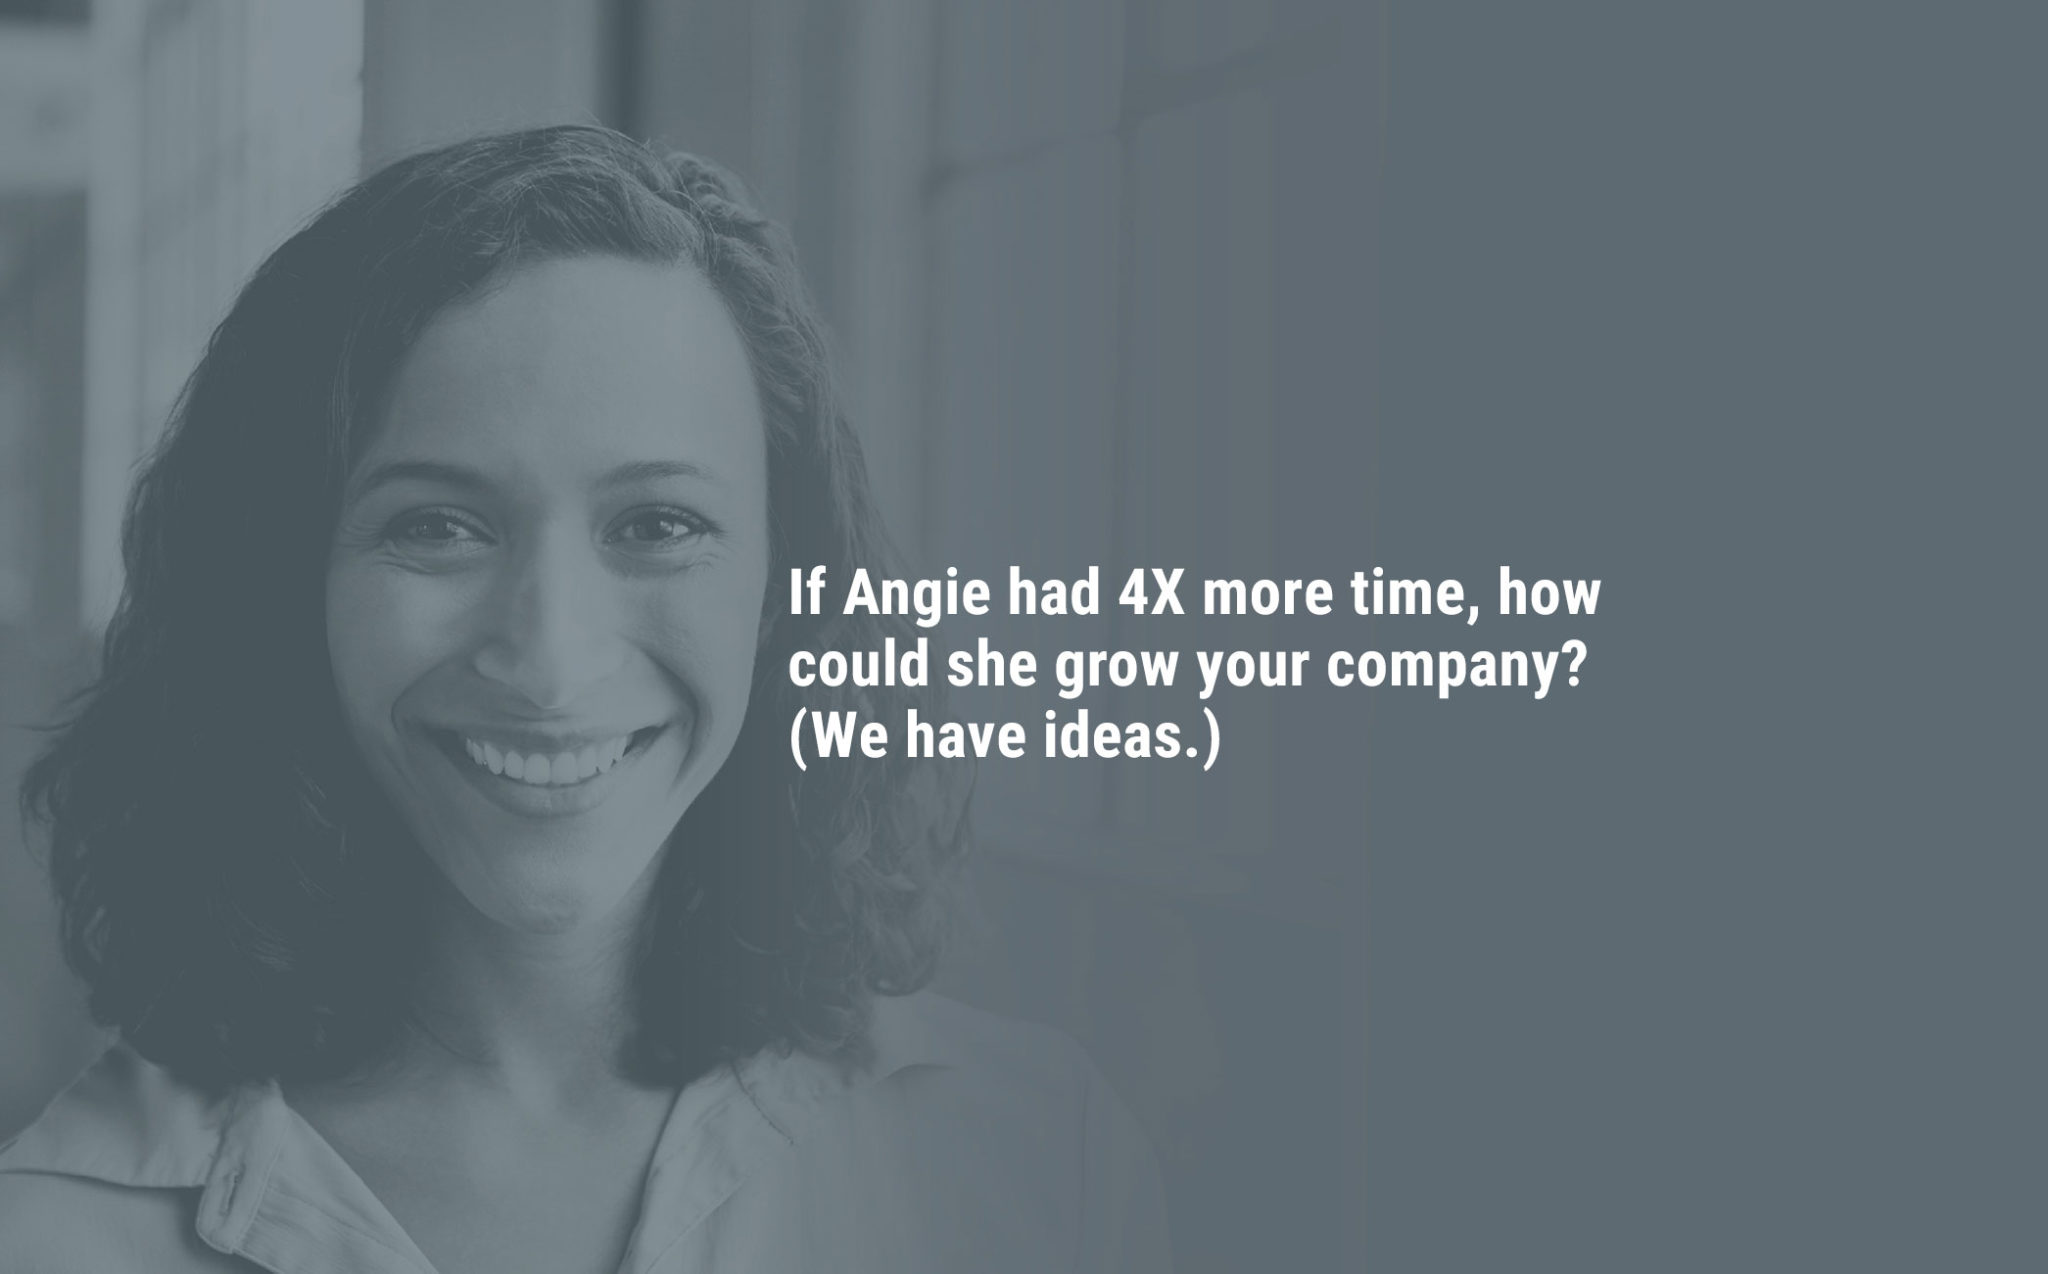 If Angie had 4X more time, how
could she grow your company?
(We have ideas.)